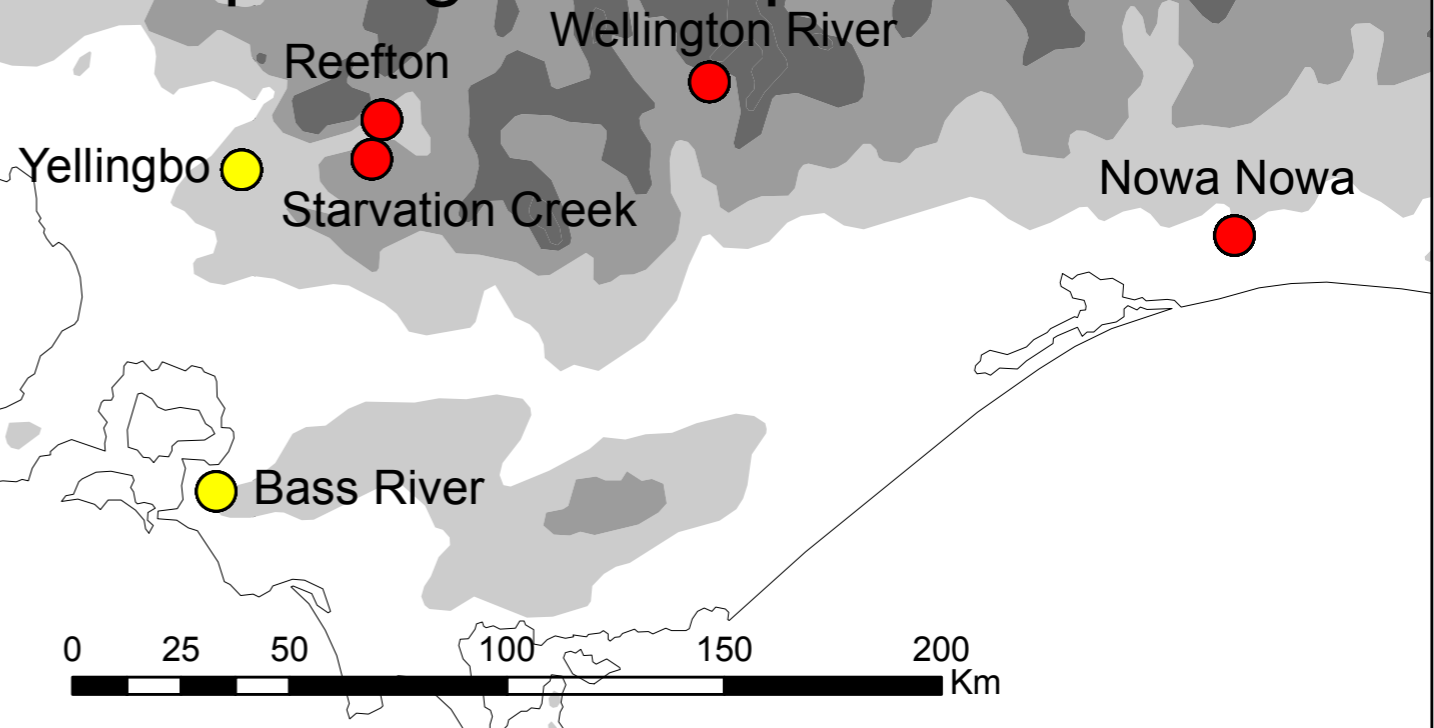 Wellington River
Reefton
Yellingbo
Starvation Creek
Nowa Nowa
Bass River
0 25 50 100 150 200
Km